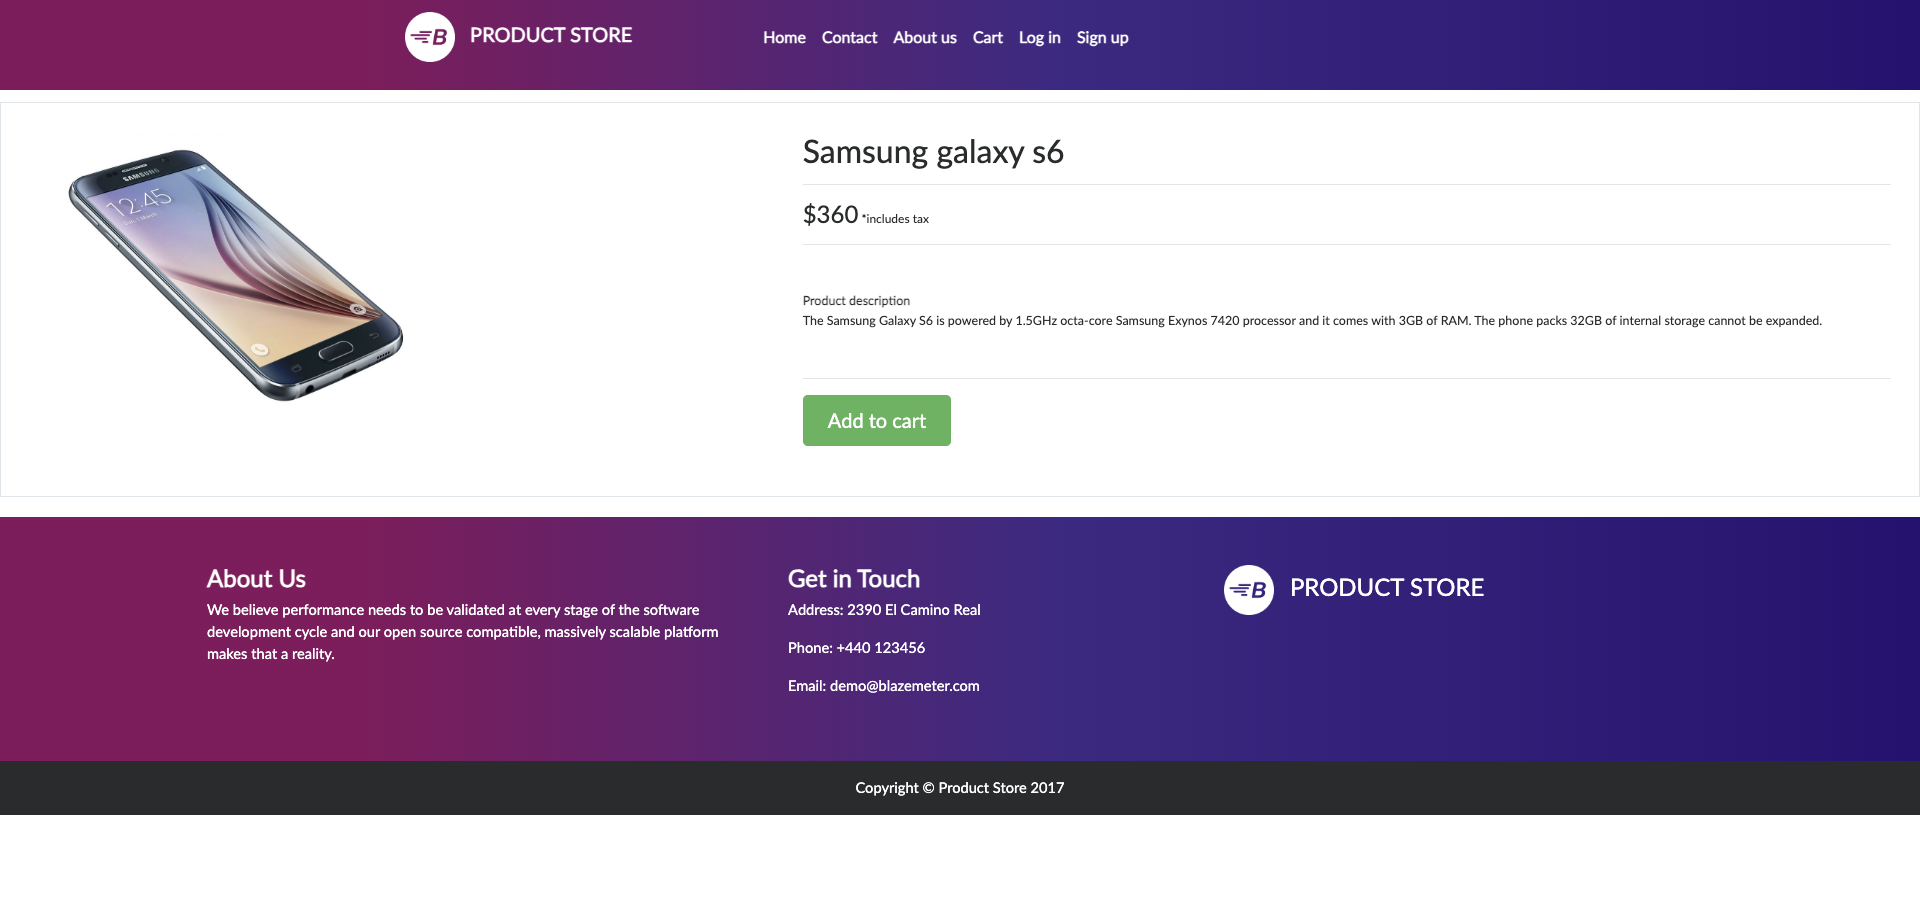 B PRODUCT STORE
Home Contact About us Cart Log in Sign up
SAMSUNG
12:45
Samsung galaxy s6
$360 *includes tax
Product description
The Samsung Galaxy S6 is powered by 1.5GHz octa-core Samsung Exynos 7420 processor and it comes with 3GB of RAM. The phone packs 32GB of internal storage cannot be expanded.
Add to cart
About Us
We believe performance needs to be validated at every stage of the software
development cycle and our open source compatible, massively scalable platform
makes that a reality.
Get in Touch
Address: 2390 El Camino Real
Phone: +440 123456
Email: demo@blazemeter.com
B PRODUCT STORE
Copyright © Product Store 2017